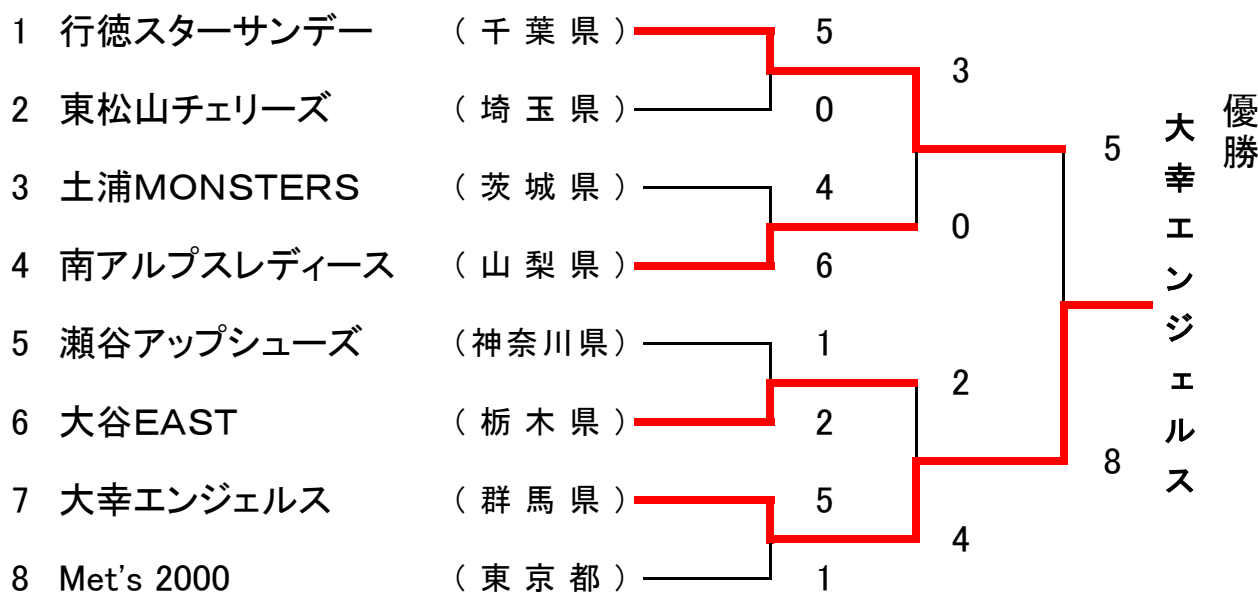 1 行徳スターサンデー (千葉県) 5
3
2 東松山チェリーズ (埼玉県) 0
5
3 土浦MONSTERS (茨城県) 4
0
4 南アルプスレディース (山梨県) 6
5 瀬谷アップシューズ (神奈川県) 1
2
6 大谷EAST (栃木県) 2
8
7 大幸エンジェルス (群馬県) 5
4
8 Met's 2000 (東京都) 1
優勝
大幸エンジェルス